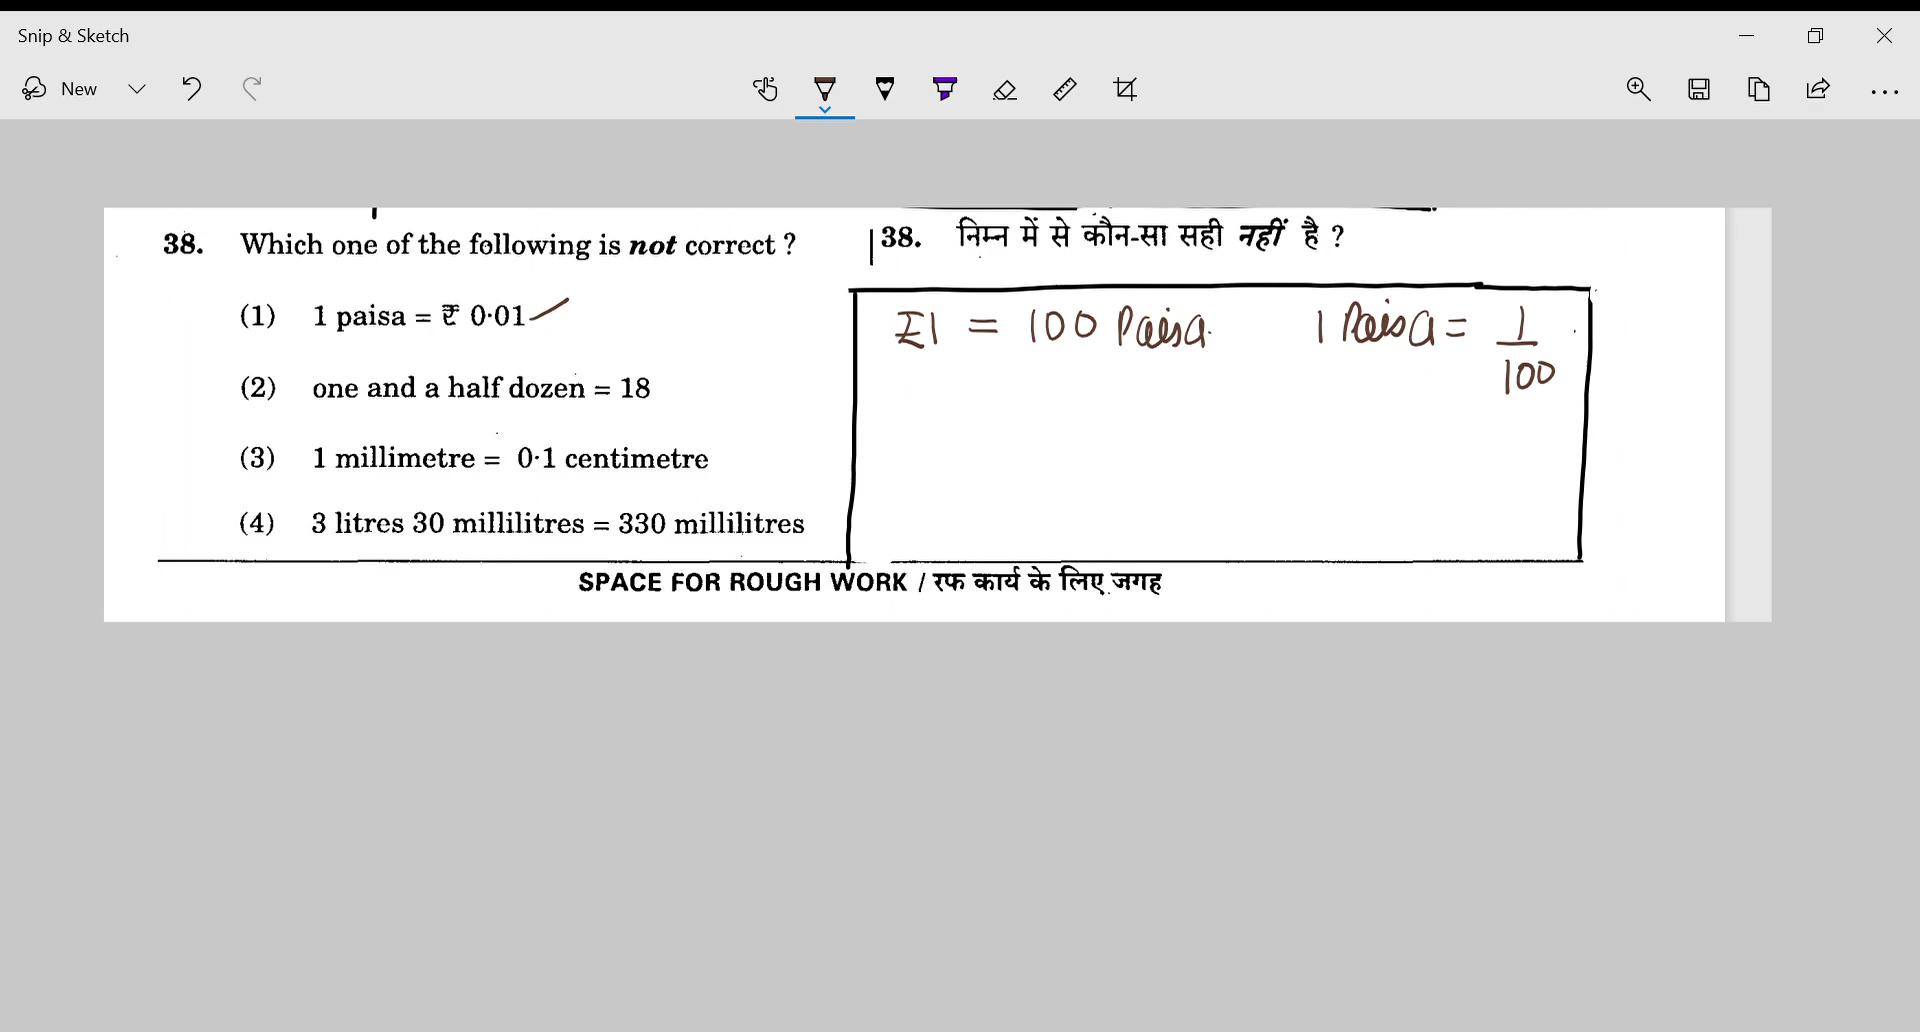 Snip & Sketch
New
38. Which one of the following is not correct ?
(1) 1 paisa = ₹ 0·01
(2) one and a half dozen = 18
(3) 1 millimetre = 0·1 centimetre
(4) 3 litres 30 millilitres = 330 millilitres
38. निम्न में से कौन-सा सही नहीं है ?
₹1 = 100 Paisa. 1 Paisa = 1/100
SPACE FOR ROUGH WORK / रफ कार्य के लिए जगह